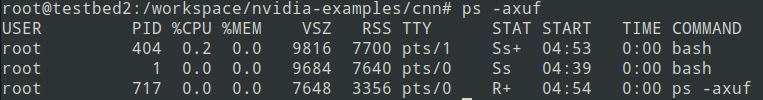 root@testbed2:/workspace/nvidia-examples/cnn# ps -axuf
USER         PID %CPU %MEM    VSZ   RSS TTY      STAT START   TIME COMMAND
root         404  0.2  0.0   9816  7700 pts/1    Ss+  04:53   0:00 bash
root           1  0.0  0.0   9684  7640 pts/0    Ss   04:39   0:00 bash
root         717  0.0  0.0   7648  3356 pts/0    R+   04:54   0:00 ps -axuf